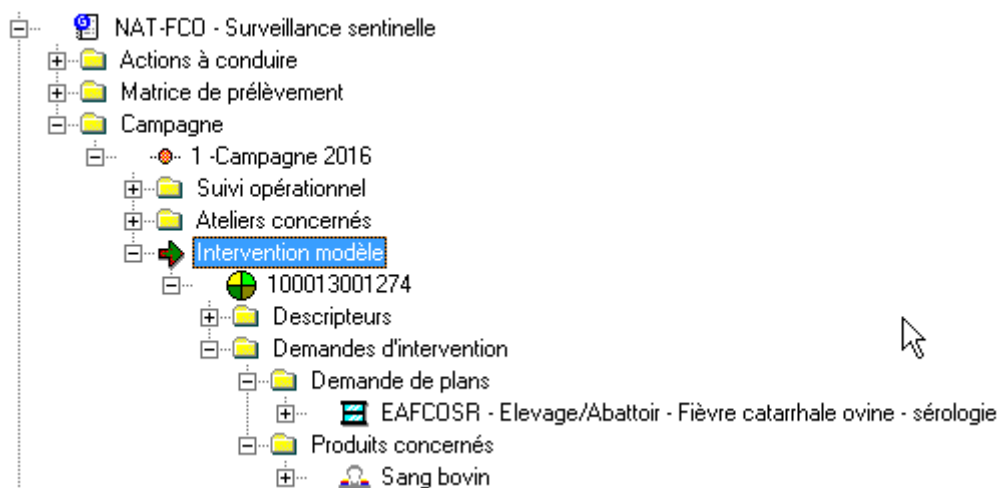 NAT-FCO - Surveillance sentinelle
Actions à conduire
Matrice de prélèvement
Campagne
1 -Campagne 2016
Suivi opérationnel
Ateliers concernés
Intervention modèle
100013001274
Descripteurs
Demandes d'intervention
Demande de plans
EAFCOSR - Elevage/Abattoir - Fièvre catarrhale ovine - sérologie
Produits concernés
Sang bovin